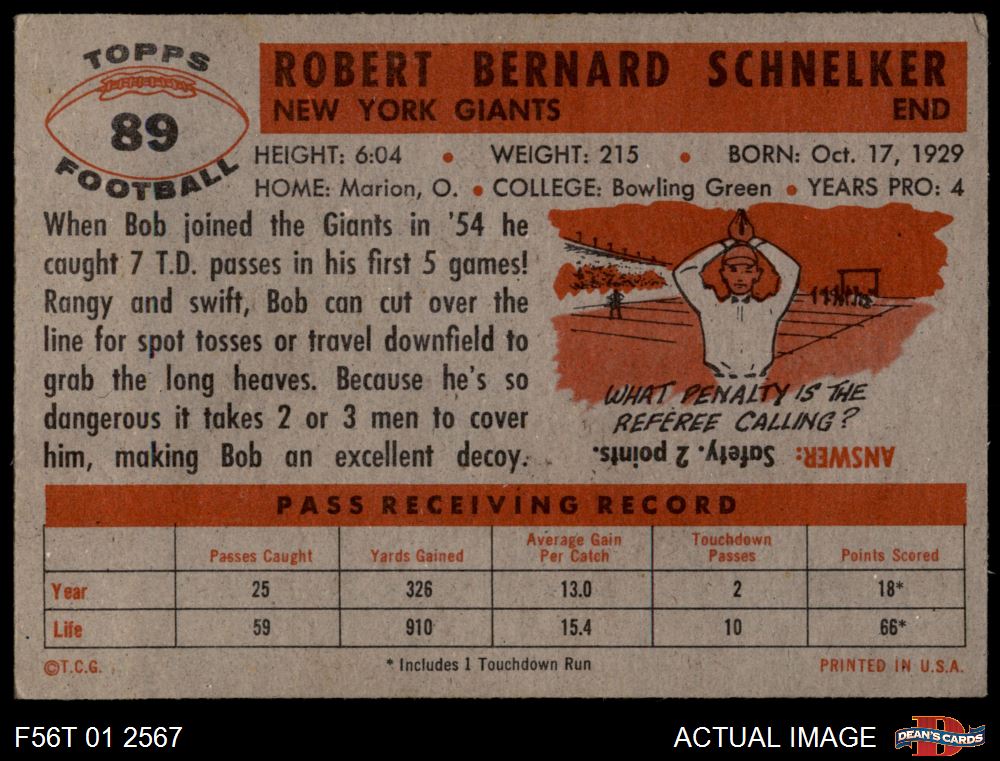 TOPPS
89
FOOTBALL
ROBERT BERNARD SCHNELKER
NEW YORK GIANTS END
HEIGHT: 6:04 • WEIGHT: 215 • BORN: Oct. 17, 1929
HOME: Marion, O. • COLLEGE: Bowling Green • YEARS PRO: 4
When Bob joined the Giants in '54 he
caught 7 T.D. passes in his first 5 games!
Rangy and swift, Bob can cut over the
line for spot tosses or travel downfield to
grab the long heaves. Because he's so
dangerous it takes 2 or 3 men to cover
him, making Bob an excellent decoy.
WHAT PENALTY IS THE
REFEREE CALLING?
ANSWER: Safety. 2 points.
PASS RECEIVING RECORD
Passes Caught Yards Gained Average Gain Per Catch Touchdown Passes Points Scored
Year 25 326 13.0 2 18*
Life 59 910 15.4 10 66*
©T.C.G. * Includes 1 Touchdown Run PRINTED IN U.S.A.
F56T 01 2567 ACTUAL IMAGE DEAN'S CARDS